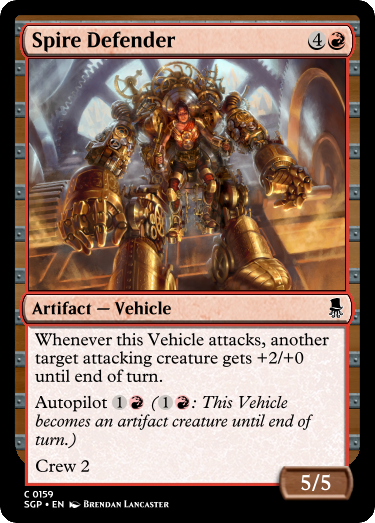 Spire Defender 4
Artifact — Vehicle
Whenever this Vehicle attacks, another
target attacking creature gets +2/+0
until end of turn.
Autopilot 1 (1 : This Vehicle
becomes an artifact creature until end of
turn.)
Crew 2
5/5
C 0159
SGP • EN Brendan Lancaster